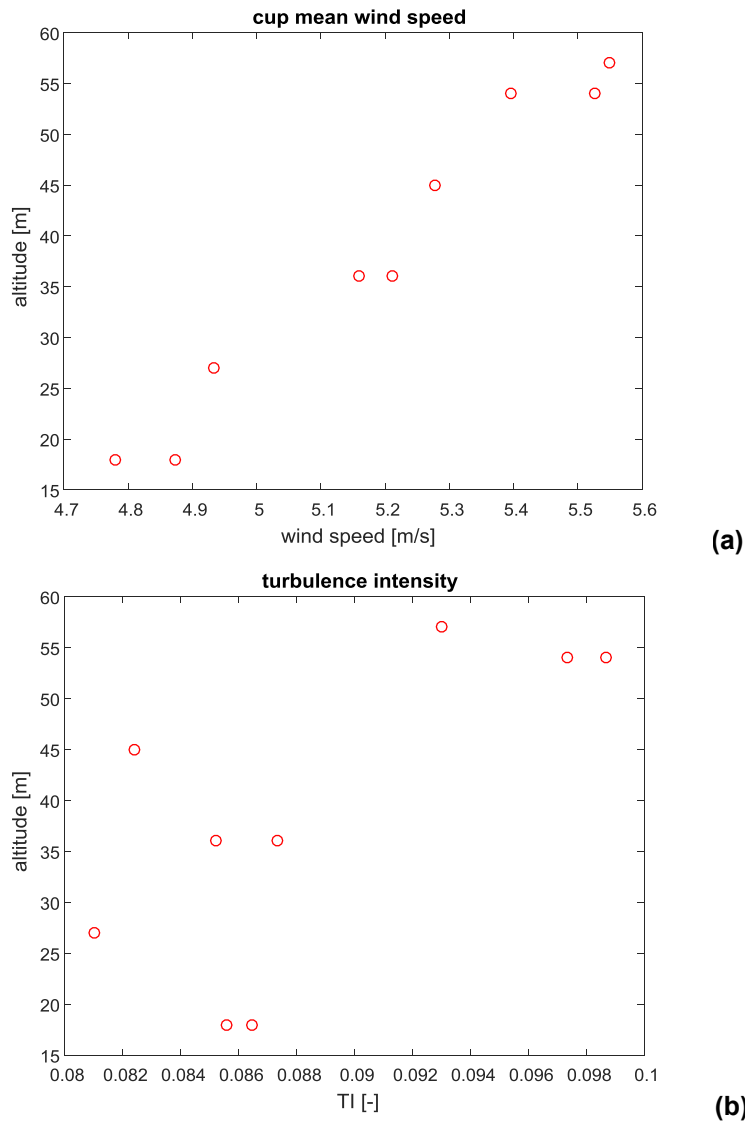 cup mean wind speed
60
55
50
45
40
35
30
25
20
15
altitude [m]
4.7 4.8 4.9 5 5.1 5.2 5.3 5.4 5.5 5.6
wind speed [m/s]
(a)
turbulence intensity
60
55
50
45
40
35
30
25
20
15
altitude [m]
0.08 0.082 0.084 0.086 0.088 0.09 0.092 0.094 0.096 0.098 0.1
TI [-]
(b)